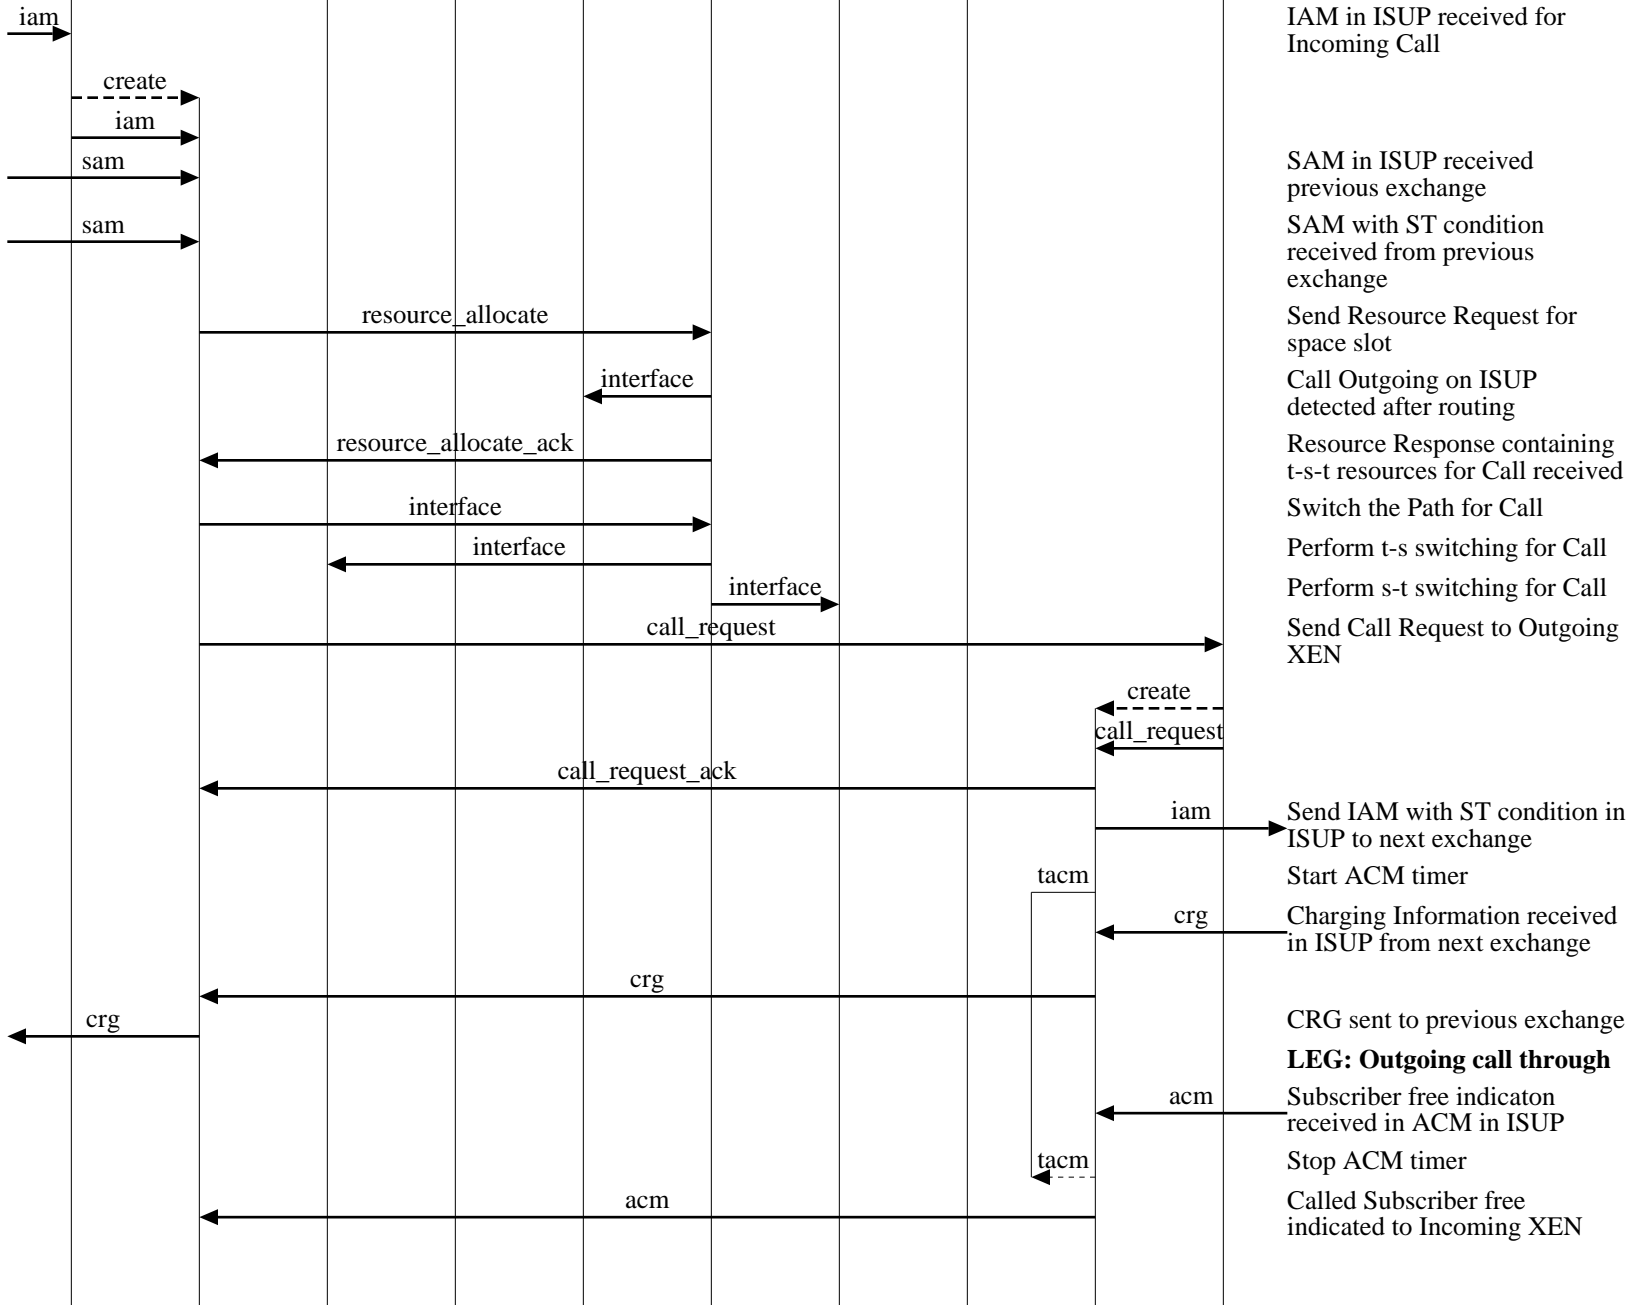 iam
IAM in ISUP received for
Incoming Call
create
iam
sam
SAM in ISUP received
previous exchange
sam
SAM with ST condition
received from previous
exchange
resource_allocate
Send Resource Request for
space slot
interface
Call Outgoing on ISUP
detected after routing
resource_allocate_ack
Resource Response containing
t-s-t resources for Call received
interface
Switch the Path for Call
interface
Perform t-s switching for Call
interface
Perform s-t switching for Call
call_request
Send Call Request to Outgoing
XEN
create
call_request
call_request_ack
iam
Send IAM with ST condition in
ISUP to next exchange
tacm
Start ACM timer
crg
Charging Information received
in ISUP from next exchange
crg
crg
CRG sent to previous exchange
LEG: Outgoing call through
acm
Subscriber free indicaton
received in ACM in ISUP
tacm
Stop ACM timer
acm
Called Subscriber free
indicated to Incoming XEN